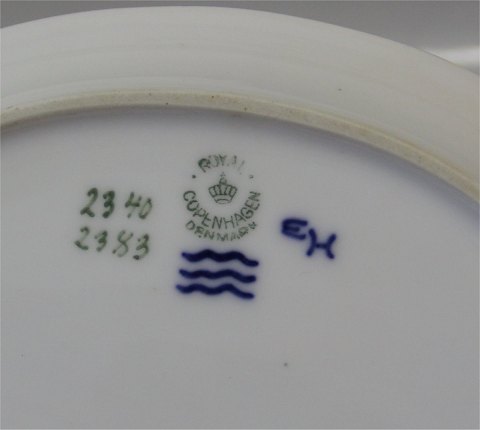 ROYAL
COPENHAGEN
DENMARK
2340
2383
EH